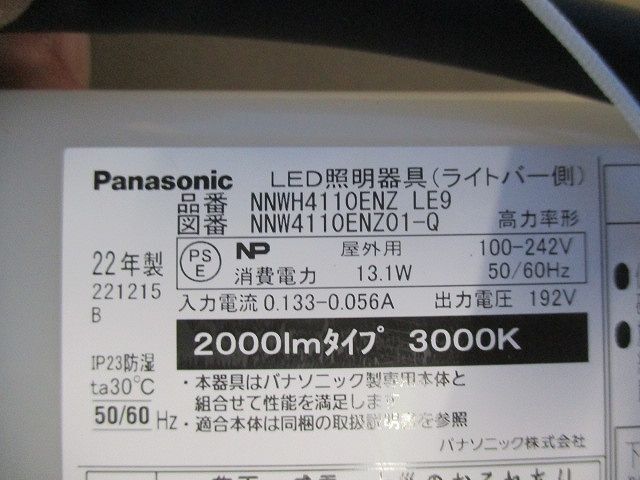 Panasonic LED照明器具(ライトバー側)
品番 NNWH4110ENZ LE9
図番 NNW4110ENZ01-Q 高力率形
22年製
221215
B
PS
E
NP 屋外用 100-242V
消費電力 13.1W 50/60Hz
入力電流 0.133-0.056A 出力電圧 192V
2000lmタイプ 3000K
IP23防湿
ta30℃
50/60 Hz
・本器具はパナソニック製専用本体と
組合せて性能を満足します
・適合本体は同梱の取扱説明書を参照
パナソニック株式会社